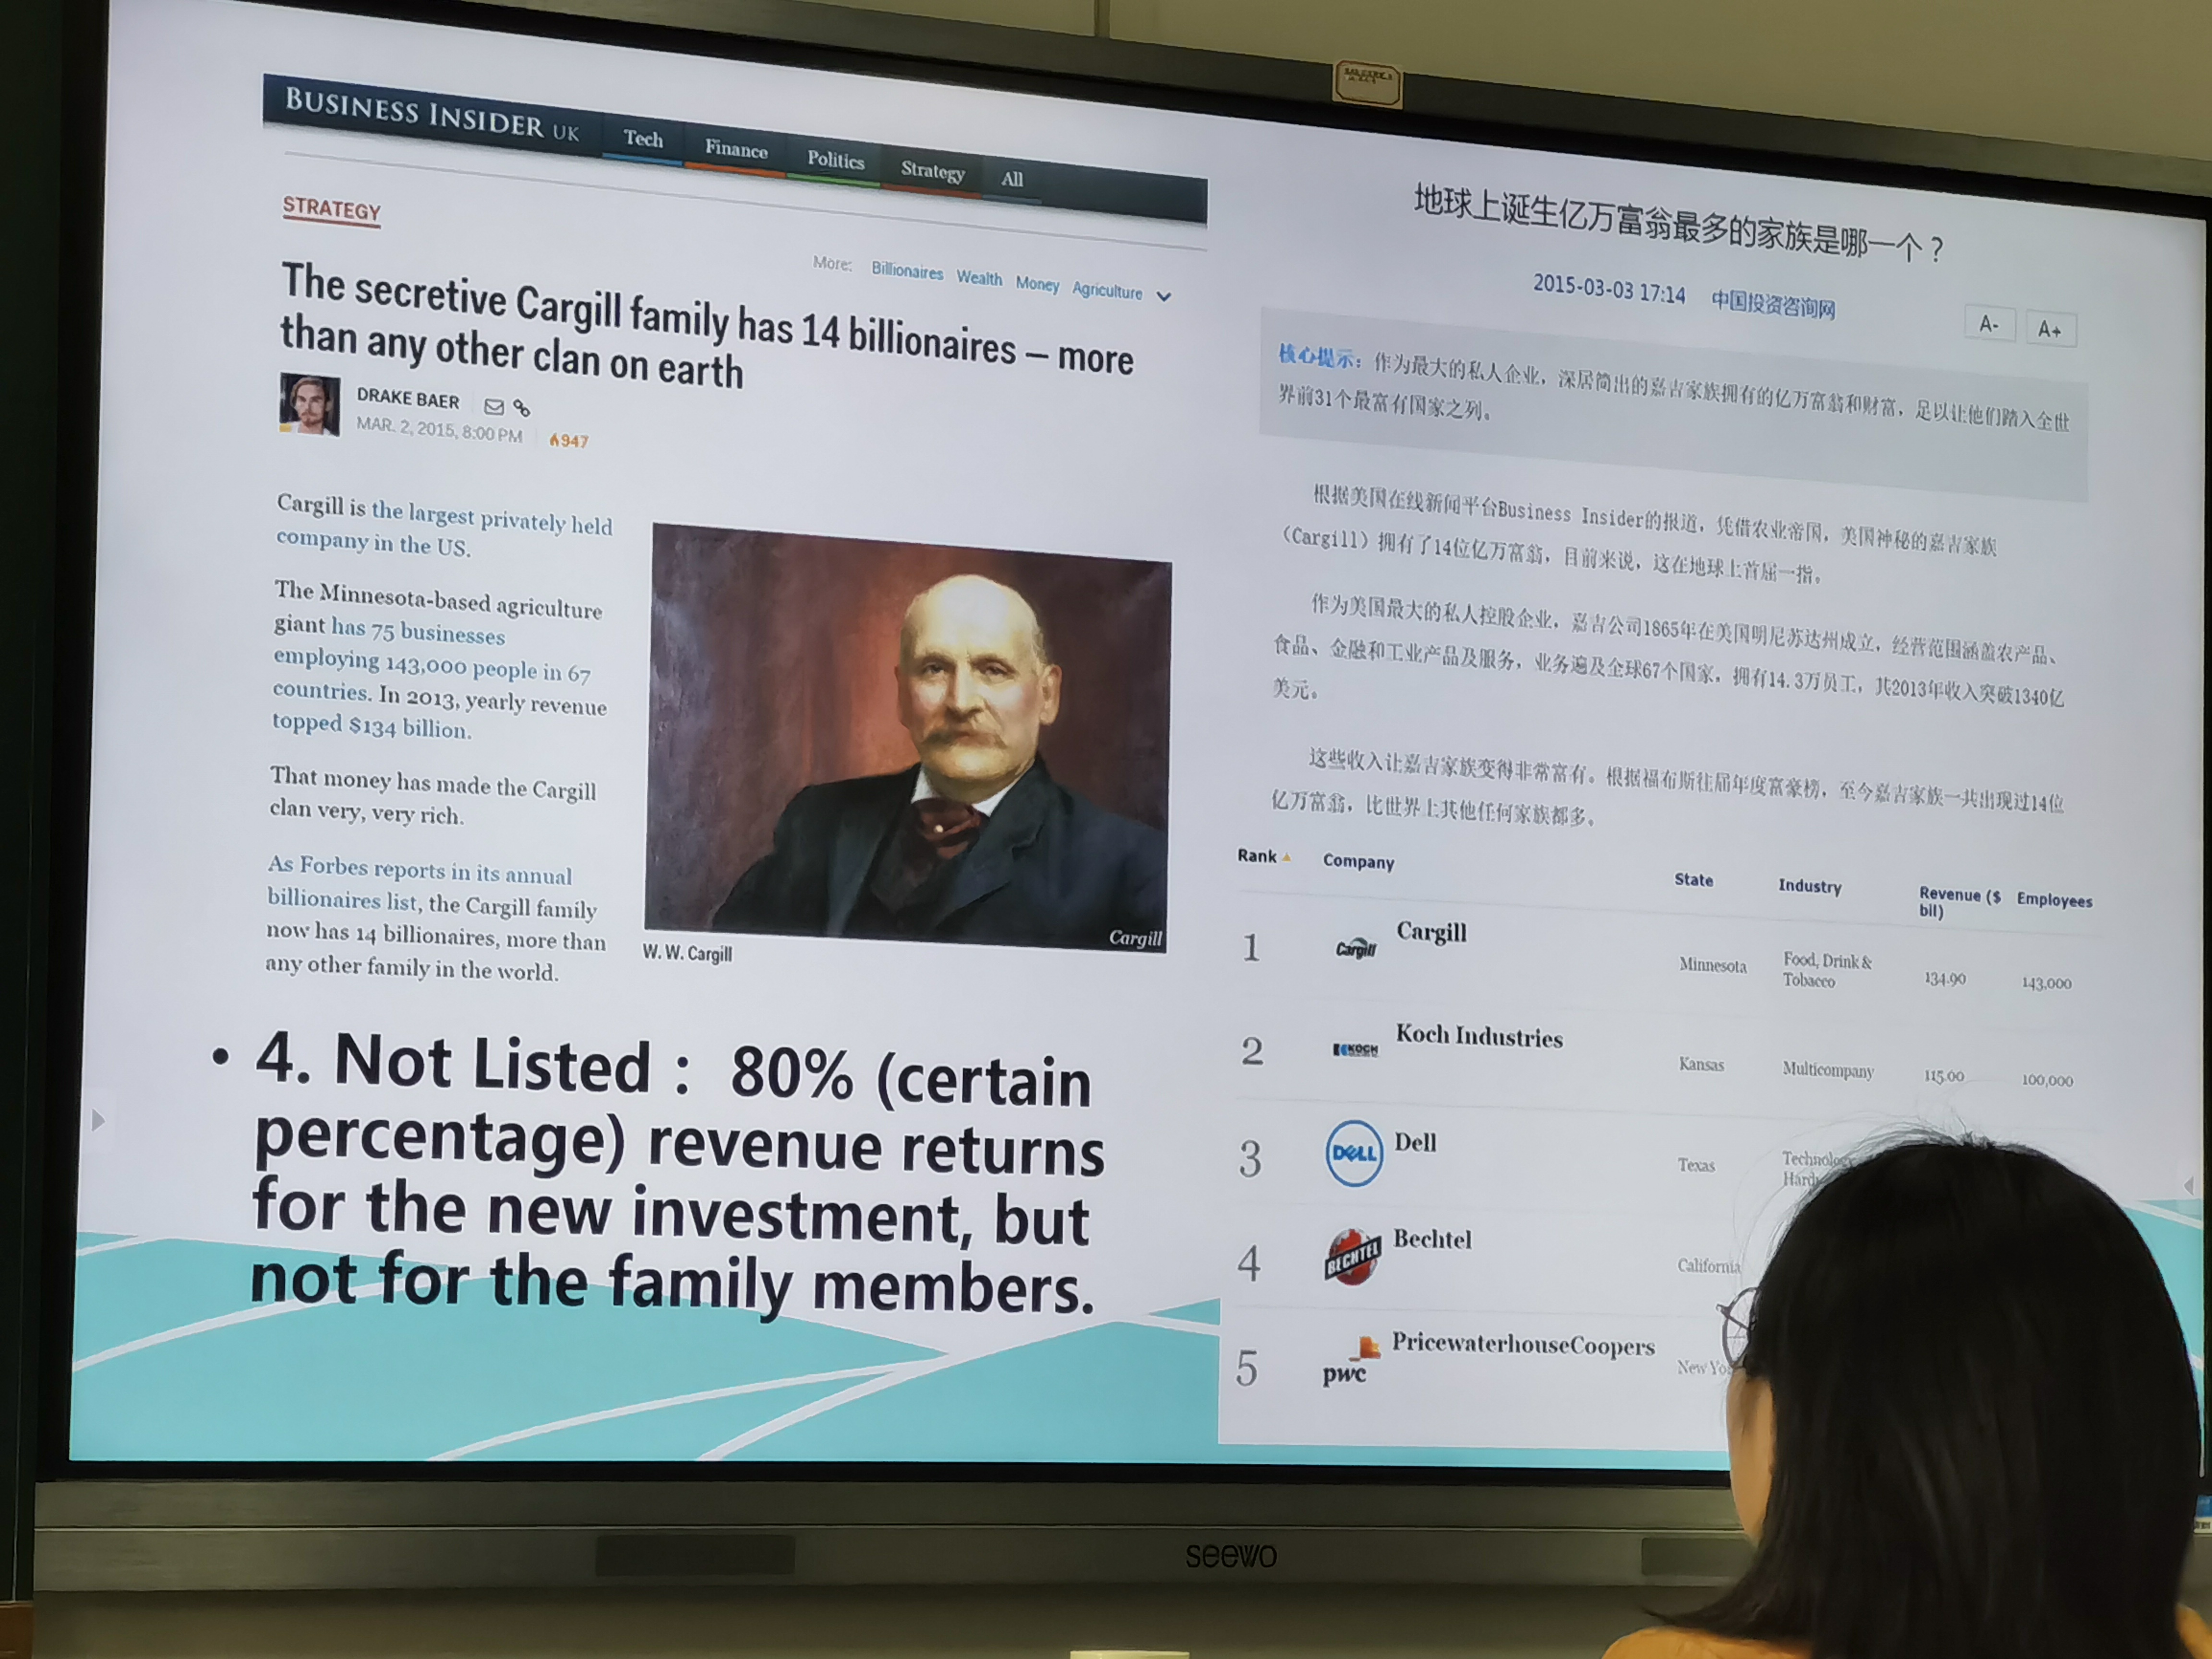 BUSINESS INSIDER UK
Tech
Finance
Politics
Strategy
All
STRATEGY
More: Billionaires Wealth Money Agriculture
The secretive Cargill family has 14 billionaires — more
than any other clan on earth
DRAKE BAER
MAR. 2, 2015, 8:00 PM
947
Cargill is the largest privately held
company in the US.
The Minnesota-based agriculture
giant has 75 businesses
employing 143,000 people in 67
countries. In 2013, yearly revenue
topped $134 billion.
That money has made the Cargill
clan very, very rich.
As Forbes reports in its annual
billionaires list, the Cargill family
now has 14 billionaires, more than
any other family in the world.
Cargill
W. W. Cargill
• 4. Not Listed： 80% (certain
percentage) revenue returns
for the new investment, but
not for the family members.
地球上诞生亿万富翁最多的家族是哪一个？
2015-03-03 17:14 中国投资咨询网
A-
A+
核心提示：作为最大的私人企业，深居简出的嘉吉家族拥有的亿万富翁和财富，足以让他们踏入全世
界前31个最富有国家之列。
根据美国在线新闻平台Business Insider的报道，凭借农业帝国，美国神秘的嘉吉家族
（Cargill）拥有了14位亿万富翁，目前来说，这在地球上首屈一指。
作为美国最大的私人控股企业，嘉吉公司1865年在美国明尼苏达州成立，经营范围涵盖农产品、
食品、金融和工业产品及服务，业务遍及全球67个国家，拥有14.3万员工，其2013年收入突破1340亿
美元。
这些收入让嘉吉家族变得非常富有。根据福布斯往届年度富豪榜，至今嘉吉家族一共出现过14位
亿万富翁，比世界上其他任何家族都多。
Rank Company State Industry Revenue ($ Employees
bil)
1 Cargill Cargill Minnesota Food, Drink &
Tobacco 134.90 143,000
2 KOCH Koch Industries Kansas Multicompany 115.00 100,000
3 DELL Dell Texas
4 BECHTEL Bechtel California
5 pwc PricewaterhouseCoopers New
seewo